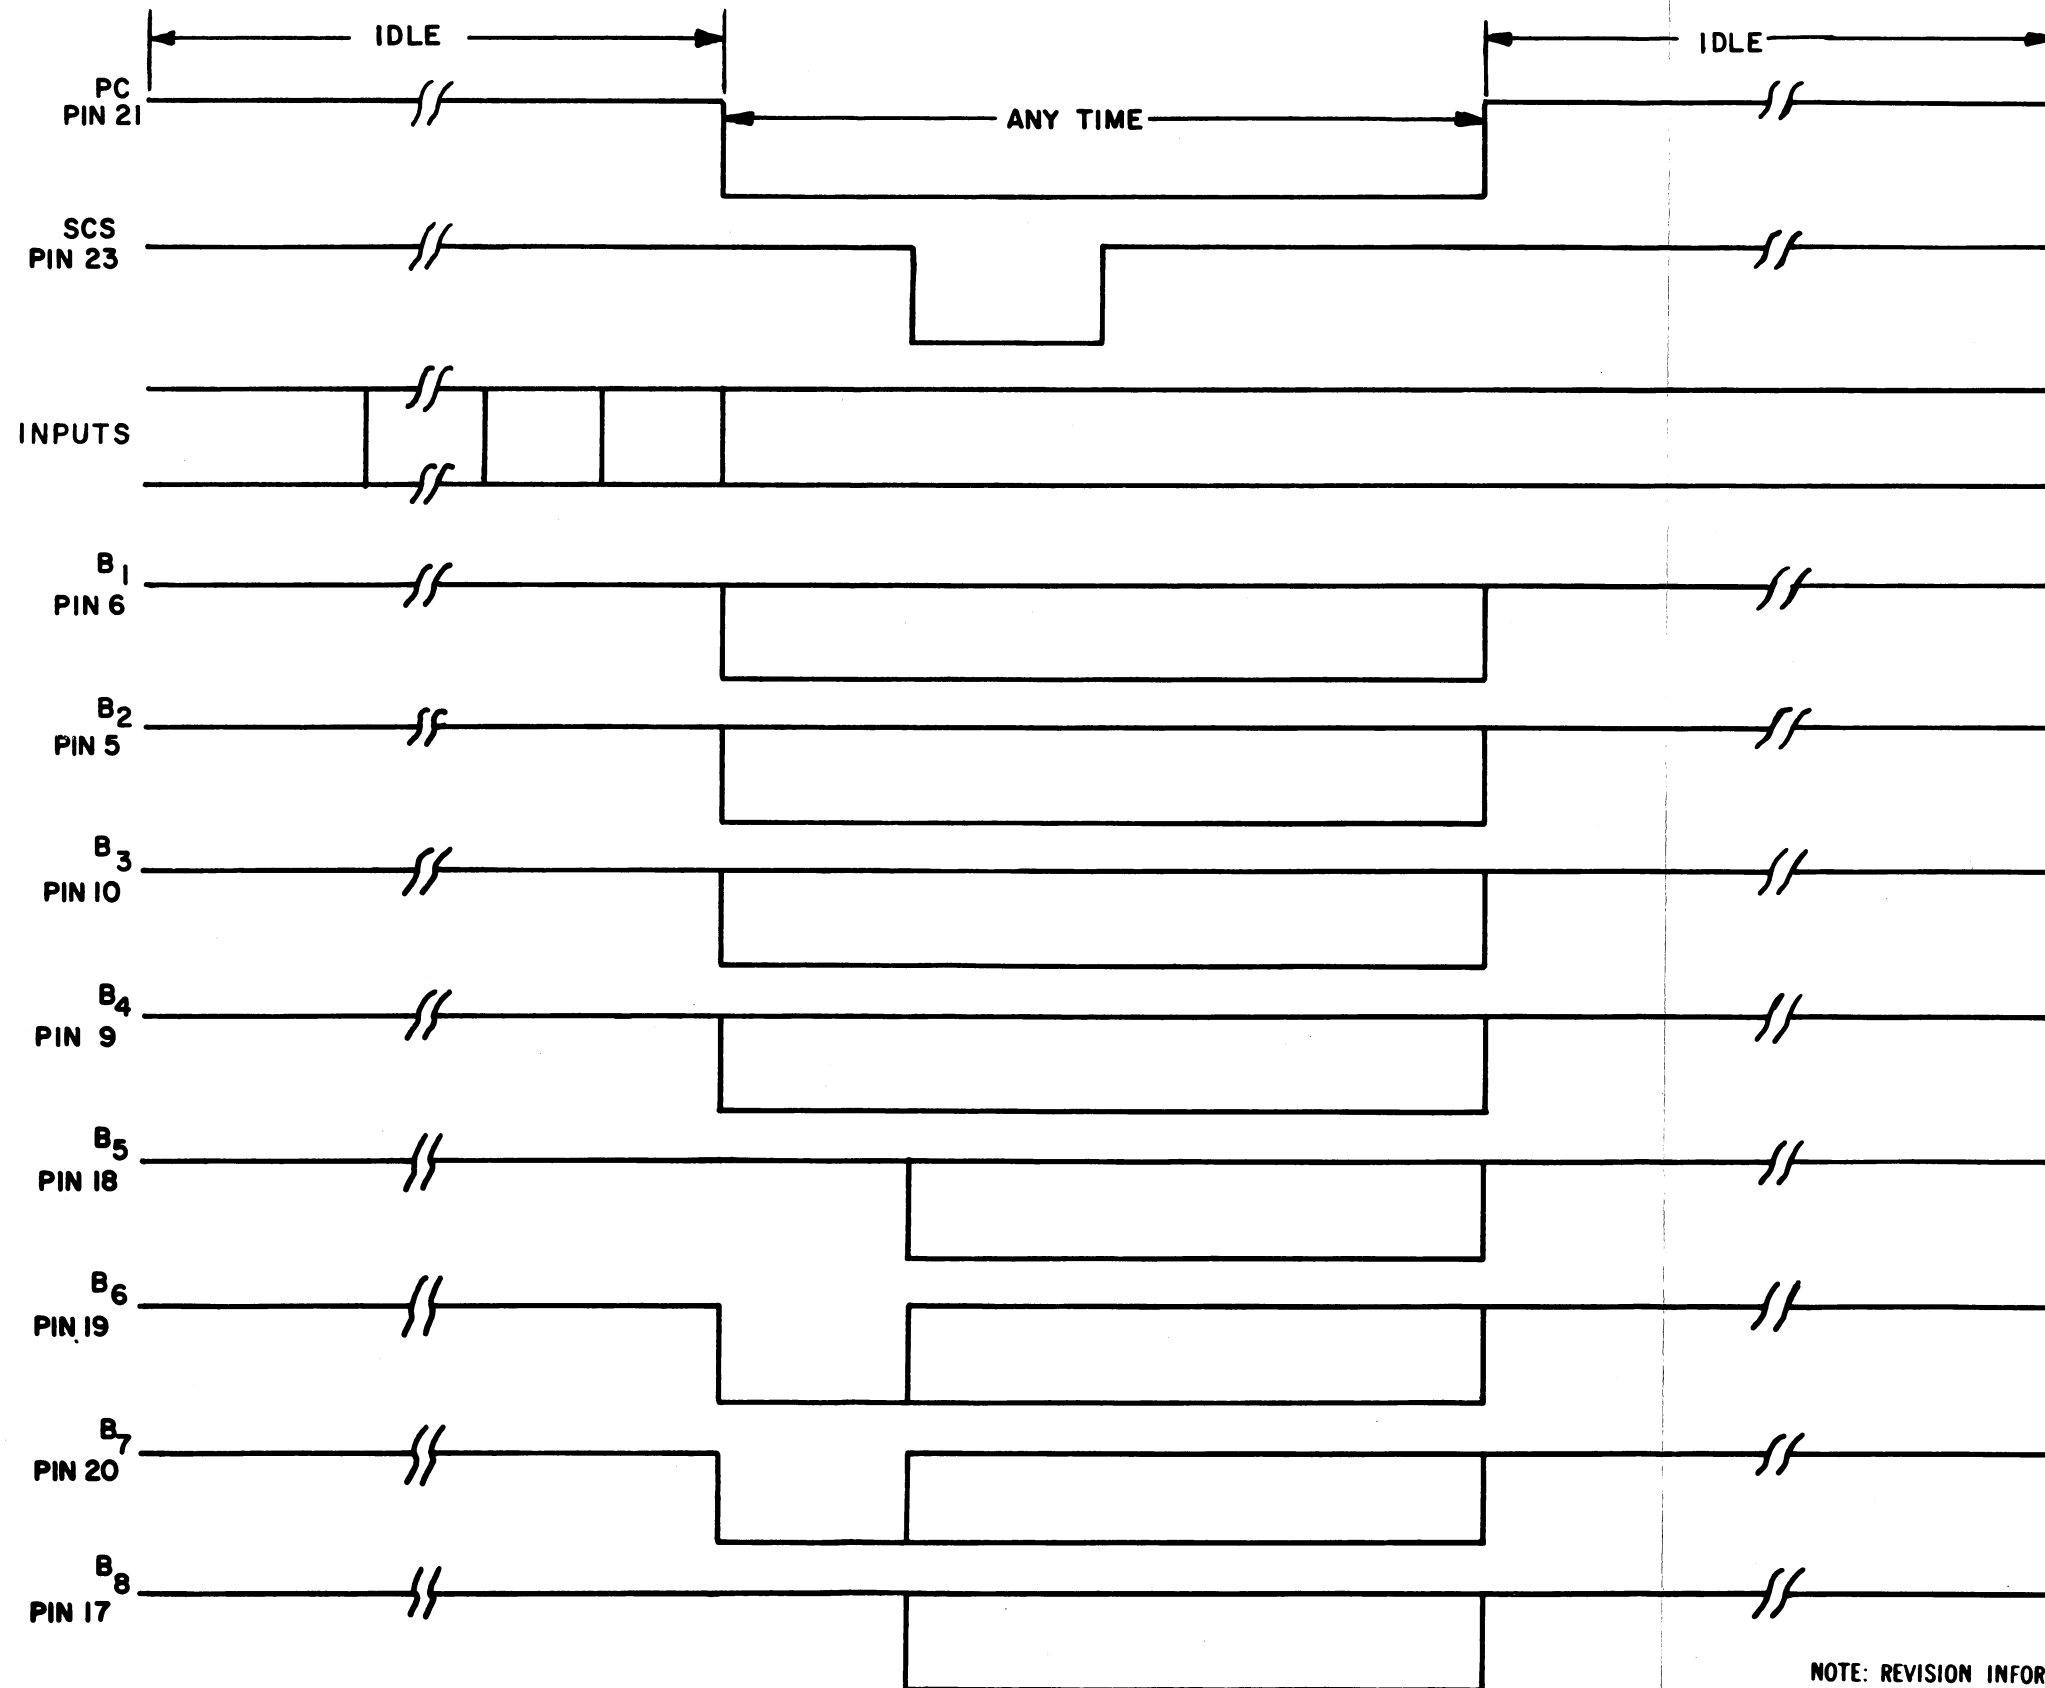 IDLE
IDLE
PC
PIN 21
ANY TIME
SCS
PIN 23
INPUTS
B1
PIN 6
B2
PIN 5
B3
PIN 10
B4
PIN 9
B5
PIN 18
B6
PIN 19
B7
PIN 20
B8
PIN 17
NOTE: REVISION INFOR